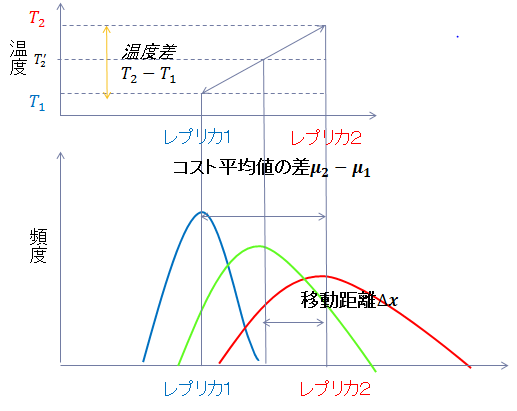 T₂
温度
T₂′
温度差
T₂ − T₁
T₁
レプリカ1
レプリカ2
コスト平均値の差μ₂ − μ₁
頻度
移動距離Δx
レプリカ1
レプリカ2